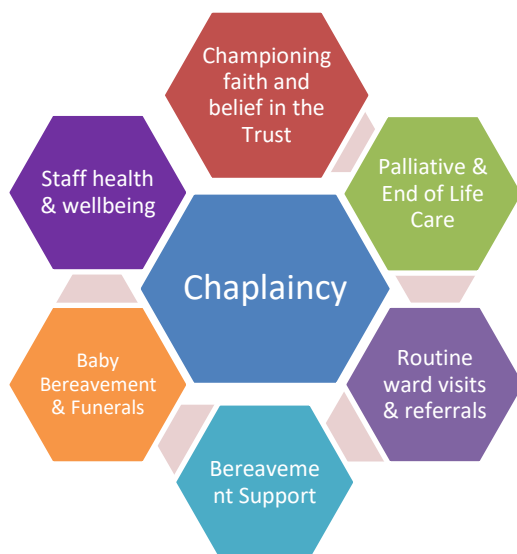 Championing
faith and
belief in the
Trust
Staff health
& wellbeing
Palliative &
End of Life
Care
Chaplaincy
Baby
Bereavement
& Funerals
Routine
ward visits
& referrals
Bereaveme
nt Support